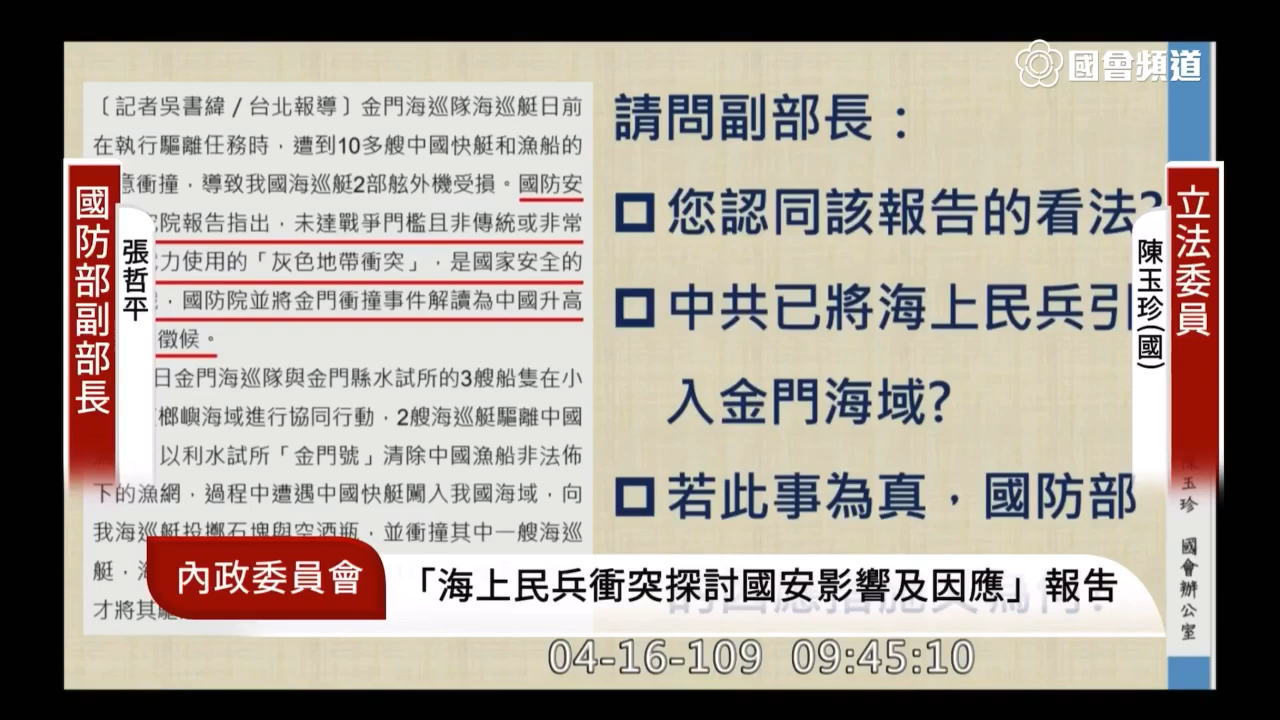 國會頻道
〔記者吳書緯/台北報導〕金門海巡隊海巡艇日前
在執行驅離任務時，遭到10多艘中國快艇和漁船的
意衝撞，導致我國海巡艇2部舷外機受損。國防安
院報告指出，未達戰爭門檻且非傳統或非常
力使用的「灰色地帶衝突」，是國家安全的
，國防院並將金門衝撞事件解讀為中國升高
徵候。
日金門海巡隊與金門縣水試所的3艘船隻在小
榔嶼海域進行協同行動，2艘海巡艇驅離中國
以利水試所「金門號」清除中國漁船非法佈
下的漁網，過程中遭遇中國快艇闖入我國海域，向
我海巡艇投擲石塊與空酒瓶，並衝撞其中一艘海巡
艇，
才將其
請問副部長：
您認同該報告的看法?
中共已將海上民兵引
入金門海域?
若此事為真，國防部
國防部副部長
張哲平
立法委員
陳玉珍(國)
陳玉珍 國會辦公室
內政委員會
「海上民兵衝突探討國安影響及因應」報告
04-16-109 09:45:10